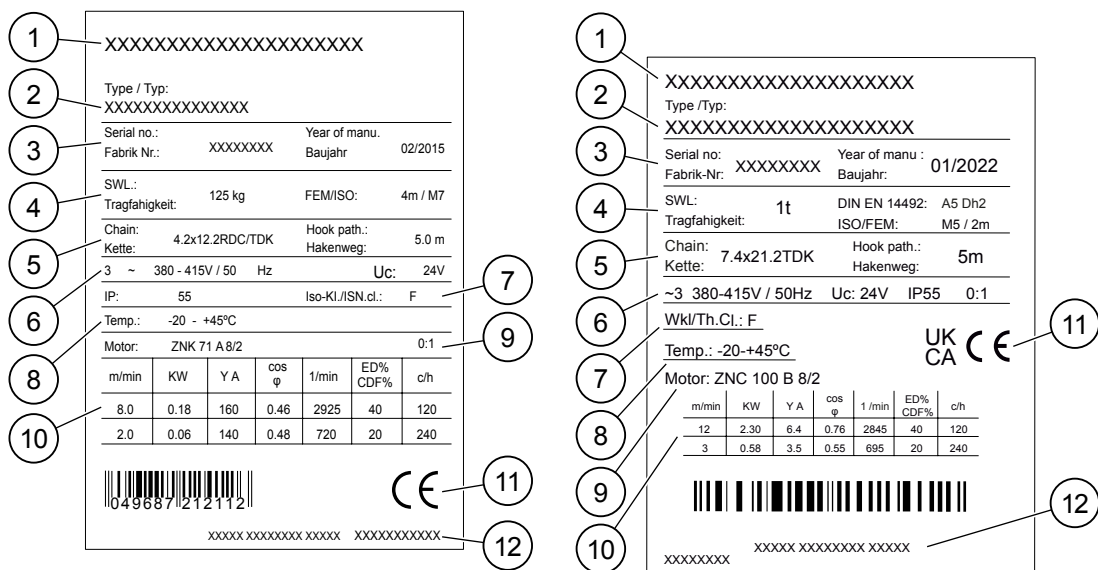 1
XXXXXXXXXXXXXXXXXXXXX
Type / Typ:
2
XXXXXXXXXXXXXXX
Serial no.: Year of manu.
3
Fabrik Nr.: XXXXXXXX Baujahr 02/2015
SWL.:
4
125 kg FEM/ISO: 4m / M7
Tragfahigkeit:
Chain: Hook path.:
5
Kette: 4.2x12.2RDC/TDK Hakenweg: 5.0 m
6
3 ~ 380 - 415V / 50 Hz Uc: 24V
7
IP: 55 Iso-Kl./ISN.cl.: F
8
Temp.: -20 - +45ºC
9
Motor: ZNK 71 A 8/2 0:1
m/min KW Y A cos φ 1/min ED% CDF% c/h
10
8.0 0.18 160 0.46 2925 40 120
2.0 0.06 140 0.48 720 20 240
049687 212112
CE
11
XXXXX XXXXXXXX XXXXX XXXXXXXXXXX
12
1
XXXXXXXXXXXXXXXXXXXX
Type /Typ:
2
XXXXXXXXXXXXXXXXXXXX
3
Serial no: Year of manu :
Fabrik-Nr: XXXXXXXX Baujahr: 01/2022
4
SWL: 1t DIN EN 14492: A5 Dh2
Tragfahigkeit: ISO/FEM: M5 / 2m
5
Chain: Hook path.:
Kette: 7.4x21.2TDK Hakenweg: 5m
6
~3 380-415V / 50Hz Uc: 24V IP55 0:1
7
Wkl/Th.Cl.: F
UK CA CE
11
8
Temp.: -20-+45ºC
9
Motor: ZNC 100 B 8/2
m/min KW Y A cos φ 1 /min ED% CDF% c/h
10
12 2.30 6.4 0.76 2845 40 120
3 0.58 3.5 0.55 695 20 240
12
XXXXX XXXXXXXX XXXXX
XXXXXXXX